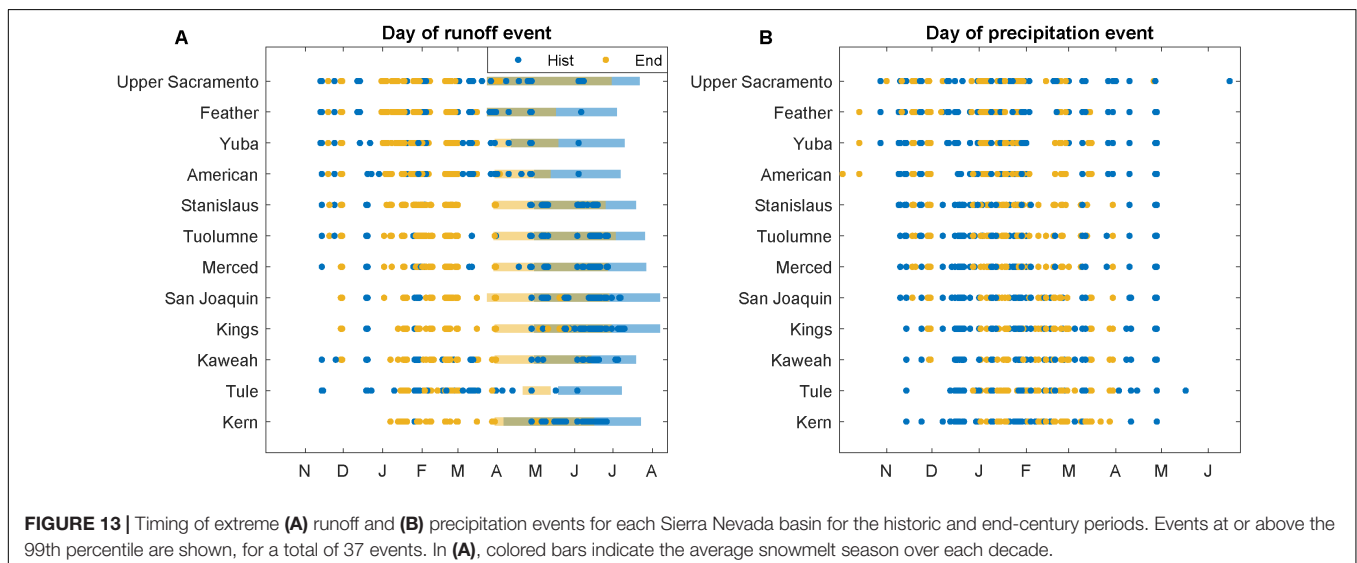 A
Day of runoff event
Hist
End
Upper Sacramento
Feather
Yuba
American
Stanislaus
Tuolumne
Merced
San Joaquin
Kings
Kaweah
Tule
Kern
N D J F M A M J J A
B
Day of precipitation event
Upper Sacramento
Feather
Yuba
American
Stanislaus
Tuolumne
Merced
San Joaquin
Kings
Kaweah
Tule
Kern
N D J F M A M J
FIGURE 13 | Timing of extreme (A) runoff and (B) precipitation events for each Sierra Nevada basin for the historic and end-century periods. Events at or above the
99th percentile are shown, for a total of 37 events. In (A), colored bars indicate the average snowmelt season over each decade.